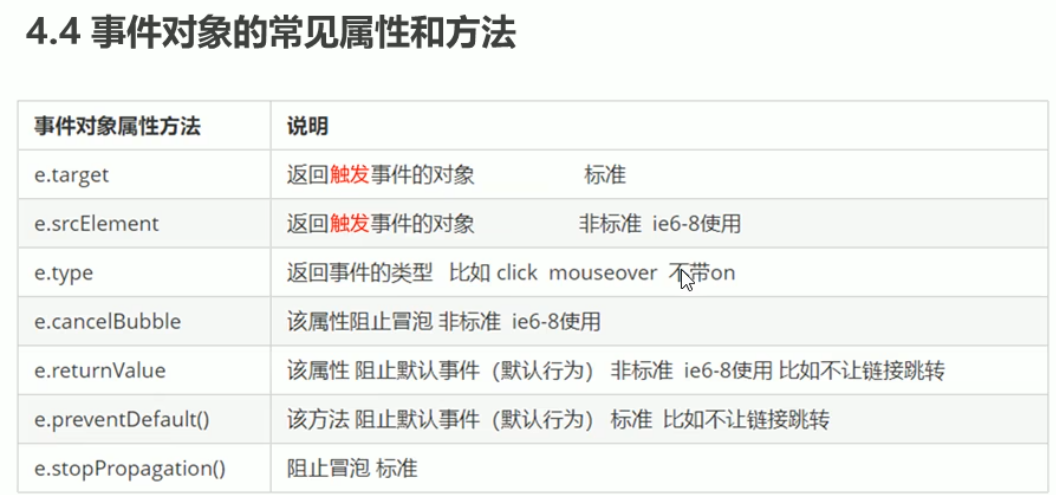 4.4 事件对象的常见属性和方法
事件对象属性方法 说明
e.target 返回触发事件的对象 标准
e.srcElement 返回触发事件的对象 非标准 ie6-8使用
e.type 返回事件的类型 比如 click mouseover 不带on
e.cancelBubble 该属性阻止冒泡 非标准 ie6-8使用
e.returnValue 该属性 阻止默认事件（默认行为） 非标准 ie6-8使用 比如不让链接跳转
e.preventDefault() 该方法 阻止默认事件（默认行为） 标准 比如不让链接跳转
e.stopPropagation() 阻止冒泡 标准